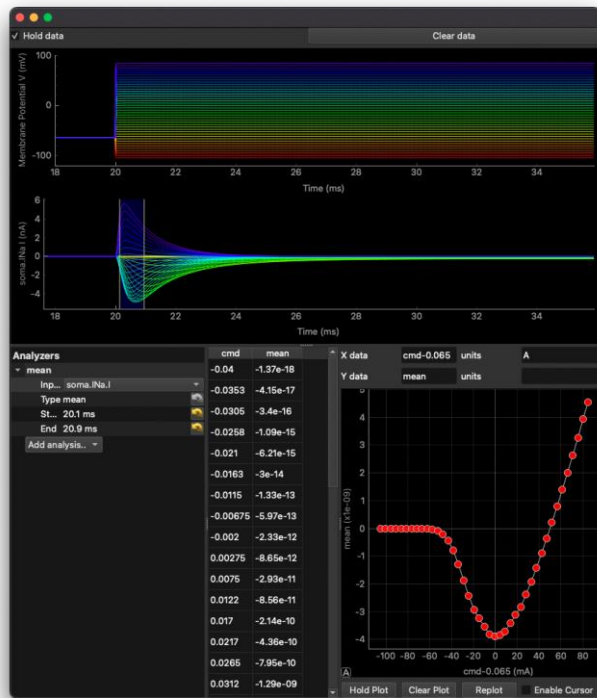 Hold data
Clear data
Membrane Potential V (mV)
100
0
-100
18 20 22 24 26 28 30 32 34
Time (ms)
soma.INa I (nA)
6
4
2
0
-2
-4
18 20 22 24 26 28 30 32 34
Time (ms)
Analyzers
mean
Inp... soma.INa.I
Type mean
St... 20.1 ms
End 20.9 ms
Add analysis..
cmd mean
-0.04 -1.37e-18
-0.0353 -4.15e-17
-0.0305 -3.4e-16
-0.0258 -1.09e-15
-0.021 -6.21e-15
-0.0163 -3e-14
-0.0115 -1.33e-13
-0.00675 -5.97e-13
-0.002 -2.33e-12
0.00275 -8.65e-12
0.0075 -2.93e-11
0.0122 -8.56e-11
0.017 -2.14e-10
0.0217 -4.36e-10
0.0265 -7.95e-10
0.0312 -1.29e-09
X data cmd-0.065 units A
Y data mean units
mean (x1e-09)
5
4
3
2
1
0
-1
-2
-3
-4
-100 -80 -60 -40 -20 0 20 40 60 80
cmd-0.065 (mA)
A
Hold Plot Clear Plot Replot Enable Cursor